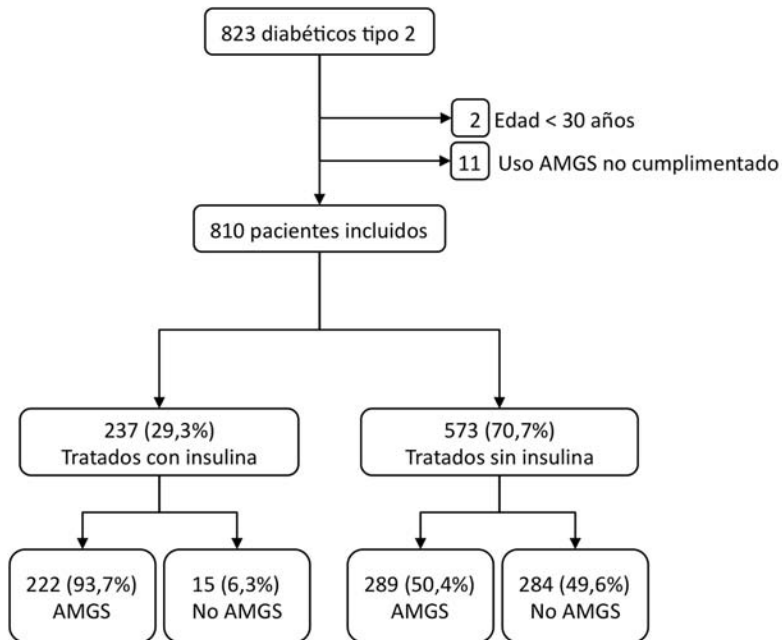 823 diabéticos tipo 2
2 Edad < 30 años
11 Uso AMGS no cumplimentado
810 pacientes incluidos
237 (29,3%)
Tratados con insulina
573 (70,7%)
Tratados sin insulina
222 (93,7%)
AMGS
15 (6,3%)
No AMGS
289 (50,4%)
AMGS
284 (49,6%)
No AMGS